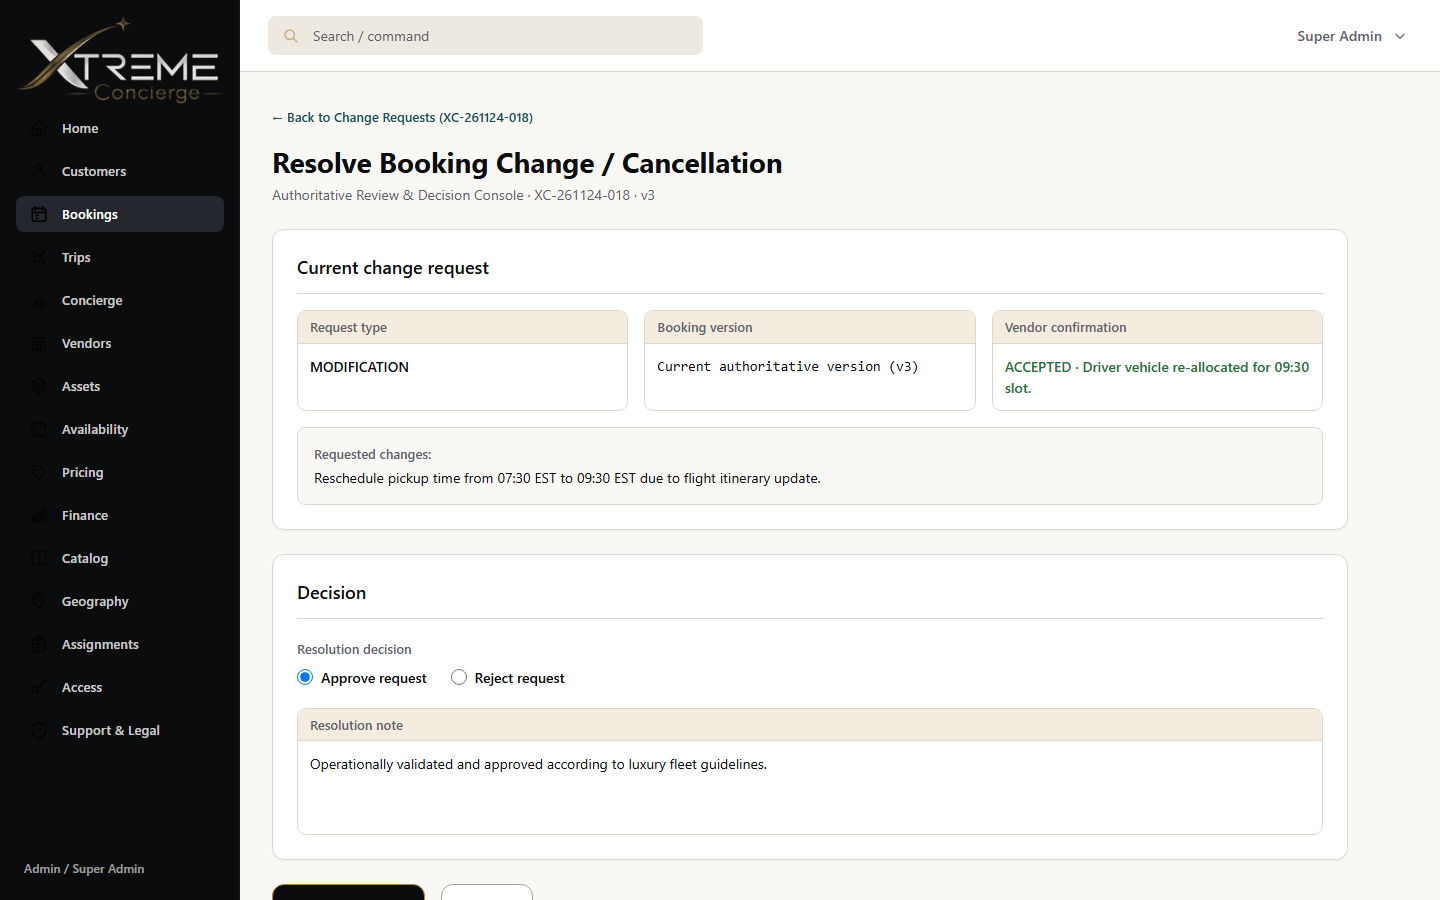 XTREME
Concierge
Search / command
Super Admin
Home
Customers
Bookings
Trips
Concierge
Vendors
Assets
Availability
Pricing
Finance
Catalog
Geography
Assignments
Access
Support & Legal
Admin / Super Admin
← Back to Change Requests (XC-261124-018)
Resolve Booking Change / Cancellation
Authoritative Review & Decision Console · XC-261124-018 · v3
Current change request
Request type
MODIFICATION
Booking version
Current authoritative version (v3)
Vendor confirmation
ACCEPTED · Driver vehicle re-allocated for 09:30
slot.
Requested changes:
Reschedule pickup time from 07:30 EST to 09:30 EST due to flight itinerary update.
Decision
Resolution decision
Approve request
Reject request
Resolution note
Operationally validated and approved according to luxury fleet guidelines.